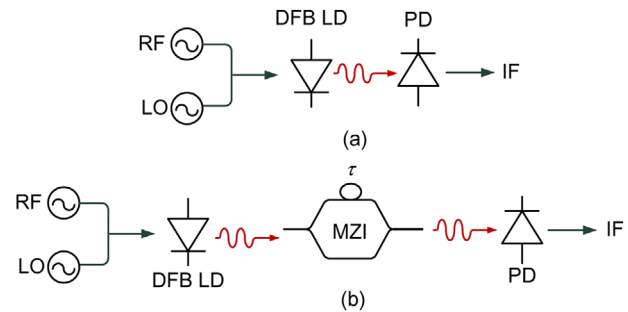 DFB LD
PD
RF
LO
IF
(a)
τ
RF
LO
DFB LD
MZI
PD
IF
(b)